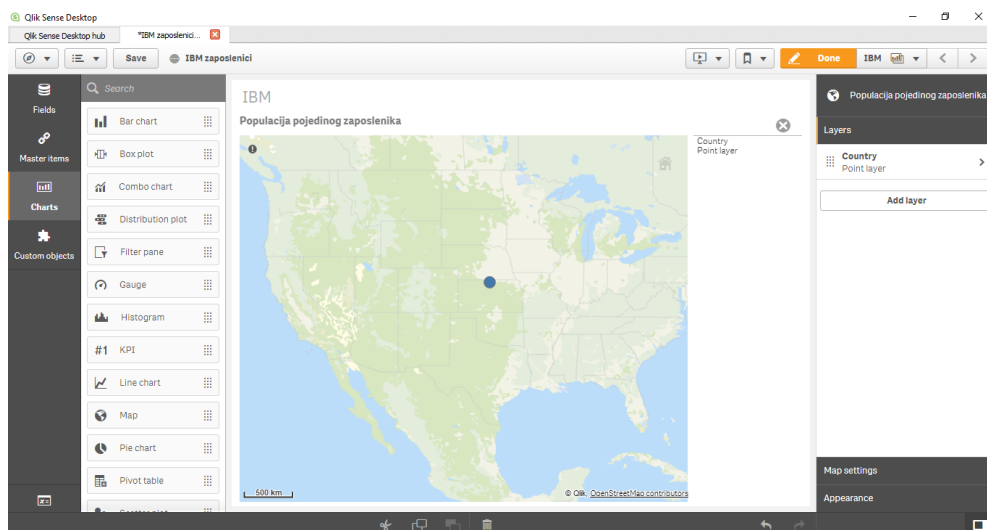 Qlik Sense Desktop
Qlik Sense Desktop hub
*IBM zaposlenici...
Save
IBM zaposlenici
Done
IBM
Fields
Master items
Charts
Custom objects
Search
Bar chart
Box plot
Combo chart
Distribution plot
Filter pane
Gauge
Histogram
#1 KPI
Line chart
Map
Pie chart
Pivot table
Scatter plot
IBM
Populacija pojedinog zaposlenika
Country
Point layer
500 km
© Qlik, OpenStreetMap contributors
Populacija pojedinog zaposlenika
Layers
Country
Point layer
Add layer
Map settings
Appearance